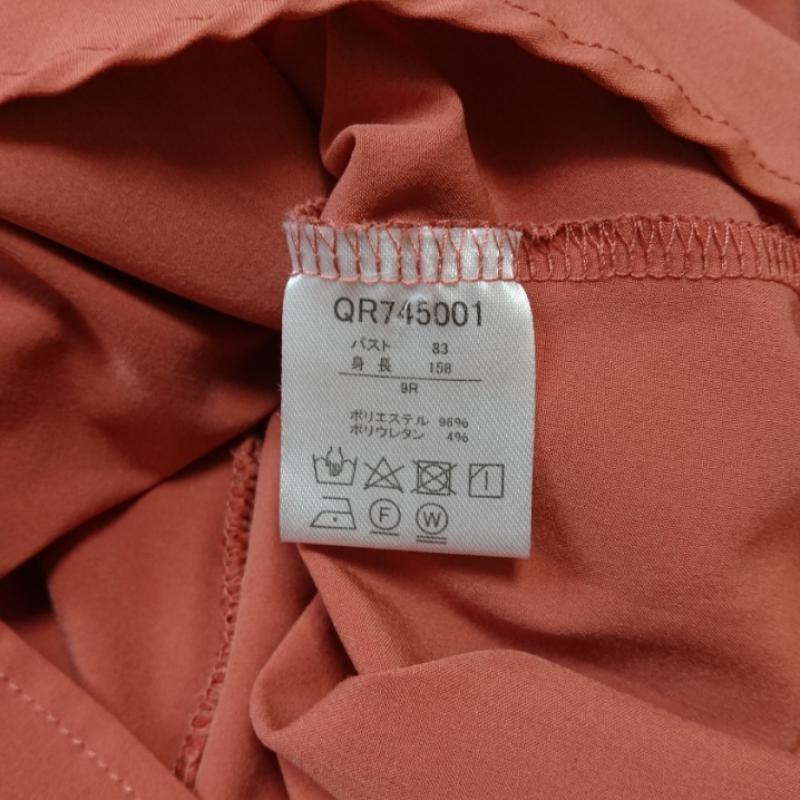 QR745001
バスト 83
身長 158
9R
ポリエステル 96%
ポリウレタン 4%
F W